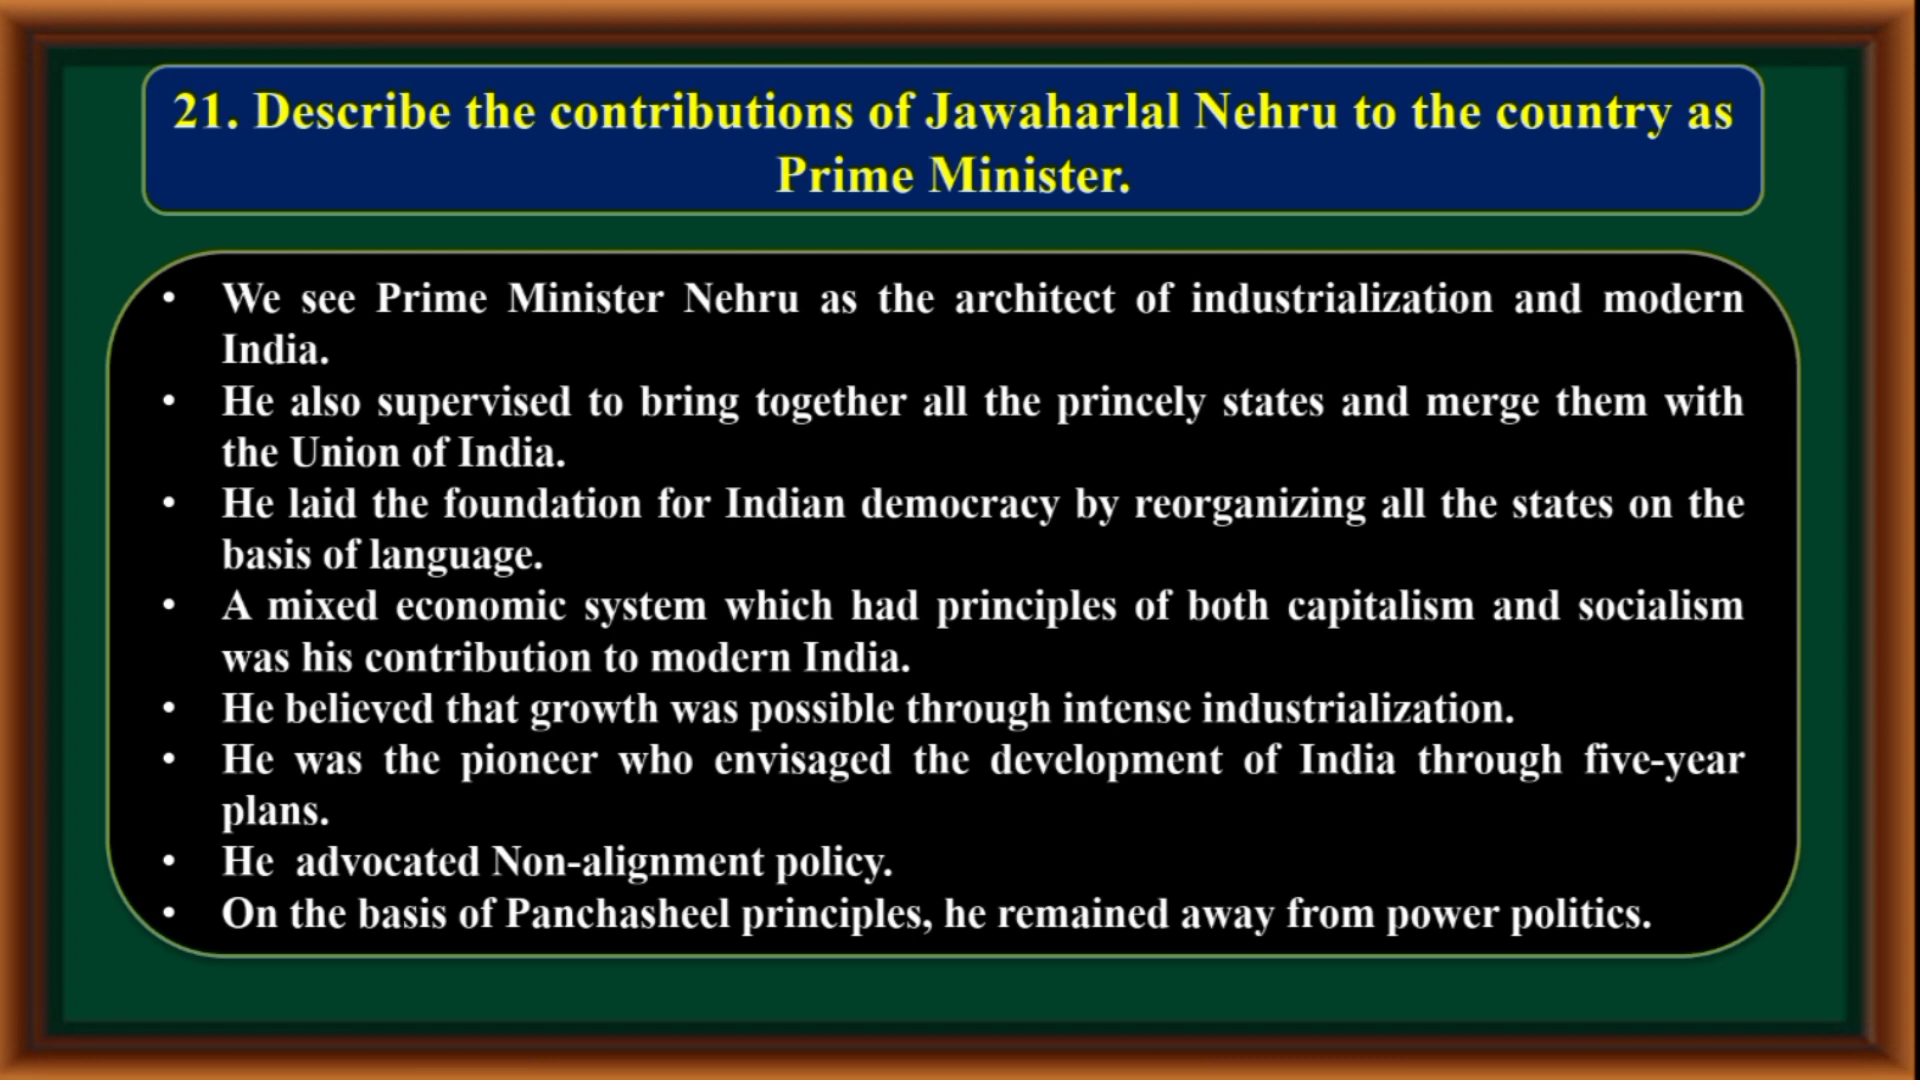 21. Describe the contributions of Jawaharlal Nehru to the country as
Prime Minister.
• We see Prime Minister Nehru as the architect of industrialization and modern
India.
• He also supervised to bring together all the princely states and merge them with
the Union of India.
• He laid the foundation for Indian democracy by reorganizing all the states on the
basis of language.
• A mixed economic system which had principles of both capitalism and socialism
was his contribution to modern India.
• He believed that growth was possible through intense industrialization.
• He was the pioneer who envisaged the development of India through five-year
plans.
• He advocated Non-alignment policy.
• On the basis of Panchasheel principles, he remained away from power politics.